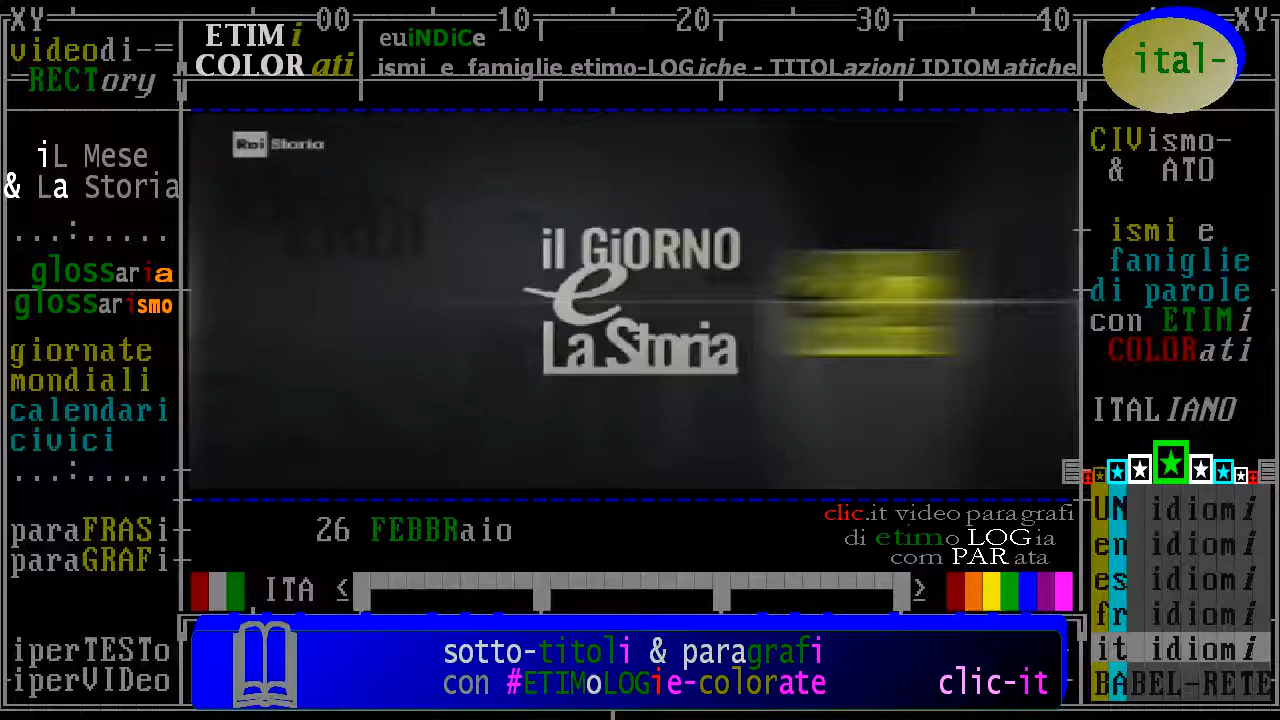 XY 00 10 20 30 40 XY
videodi-=
=RECTory
ETIMi
COLORati
euiNDiCe
ismi e famiglie etimo-LOGiche - TITOLazioni IDIOMatiche
ital-
iL Mese
& La Storia
...:.....
glossaria
glossarismo
giornate
mondiali
calendari
civici
...:.....
paraFRASi
paraGRAFi
iperTESTo
iperVIDeo
Rai Storia
il GiORNO
e
La Storia
26 FEBBRaio
clic.it video paragrafi
di etimo LOGia
com PAR ata
ITA < >
sotto-titoli & paragrafi
con #ETIMoLOGie-colorate
clic-it
CIVismo-
& ATO
ismi e
faniglie
di parole
con ETIMi
COLORati
ITALIANO
UN idiomi
en idiomi
es idiomi
fr idiomi
it idiomi
BABEL-RETE